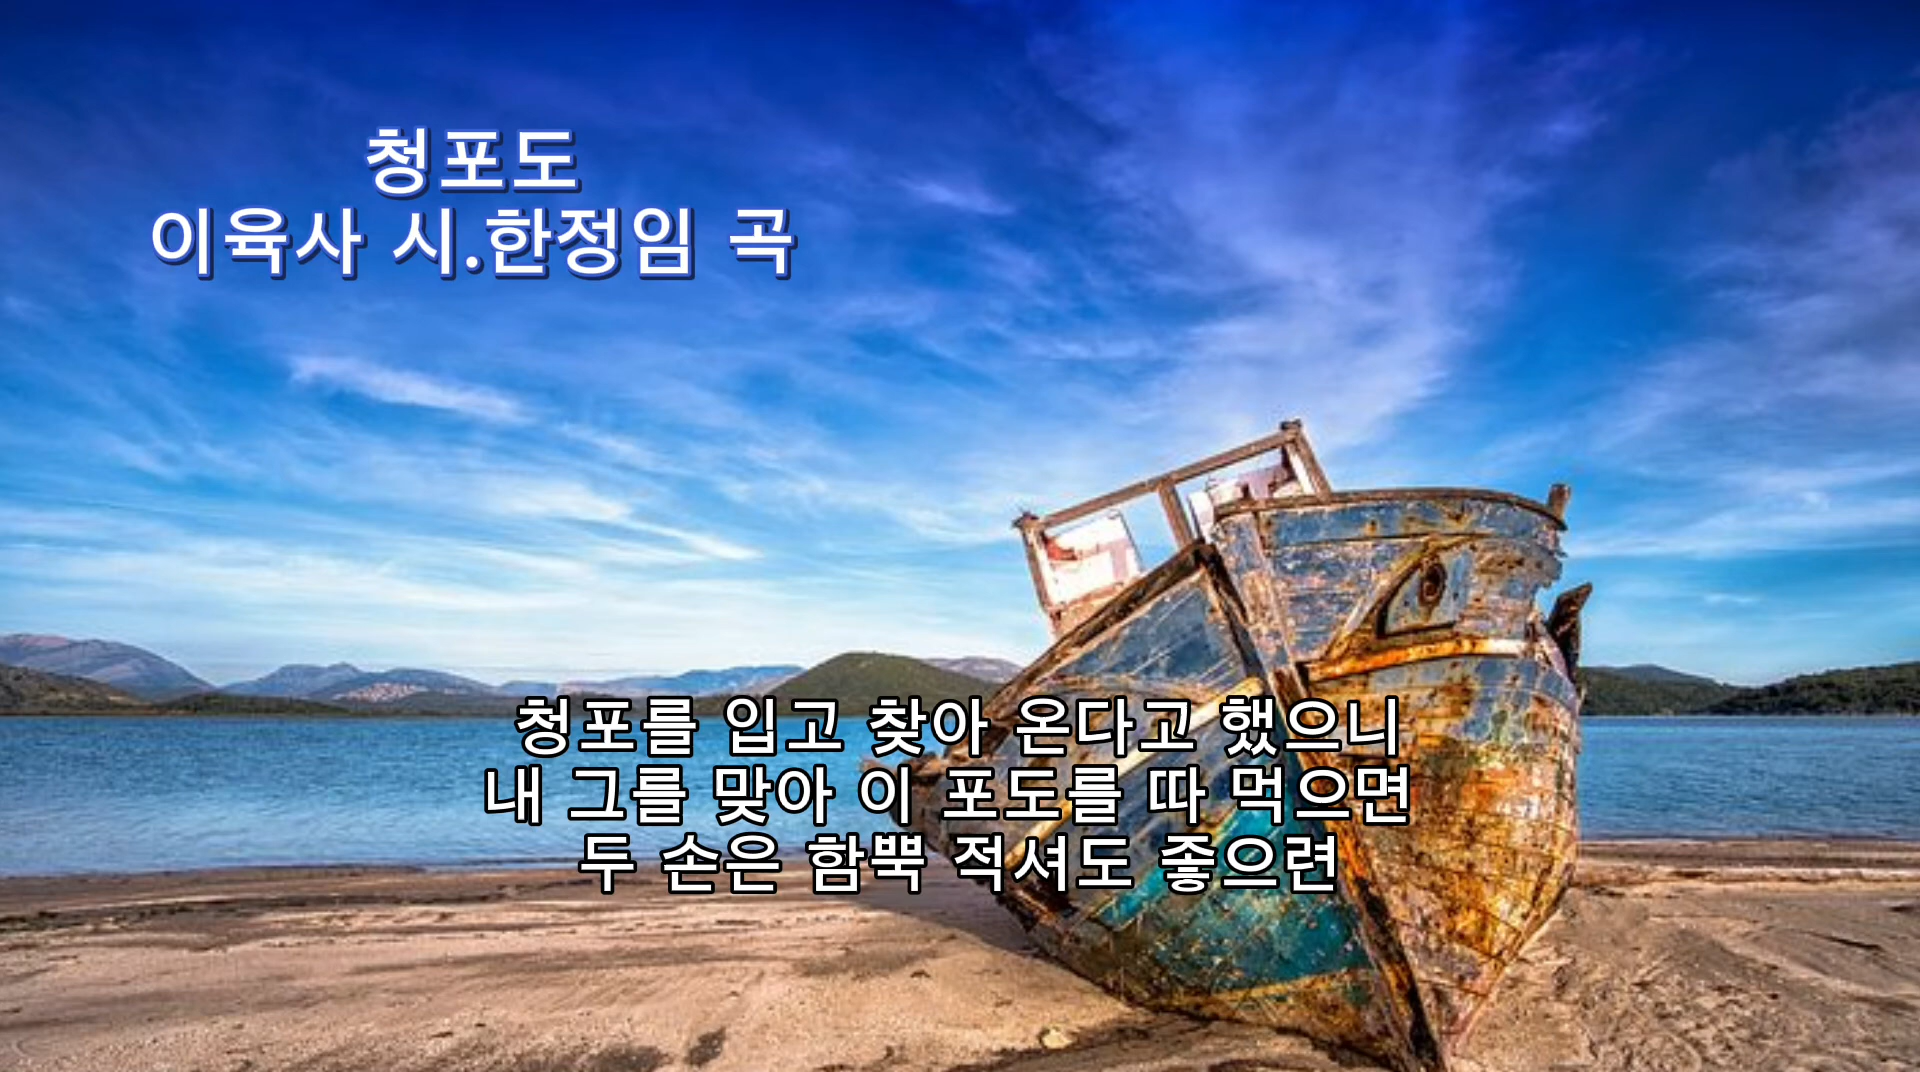 청포도
이육사 시.한정임 곡
청포를 입고 찾아 온다고 했으니
내 그를 맞아 이 포도를 따 먹으면
두 손은 함뿍 적셔도 좋으련